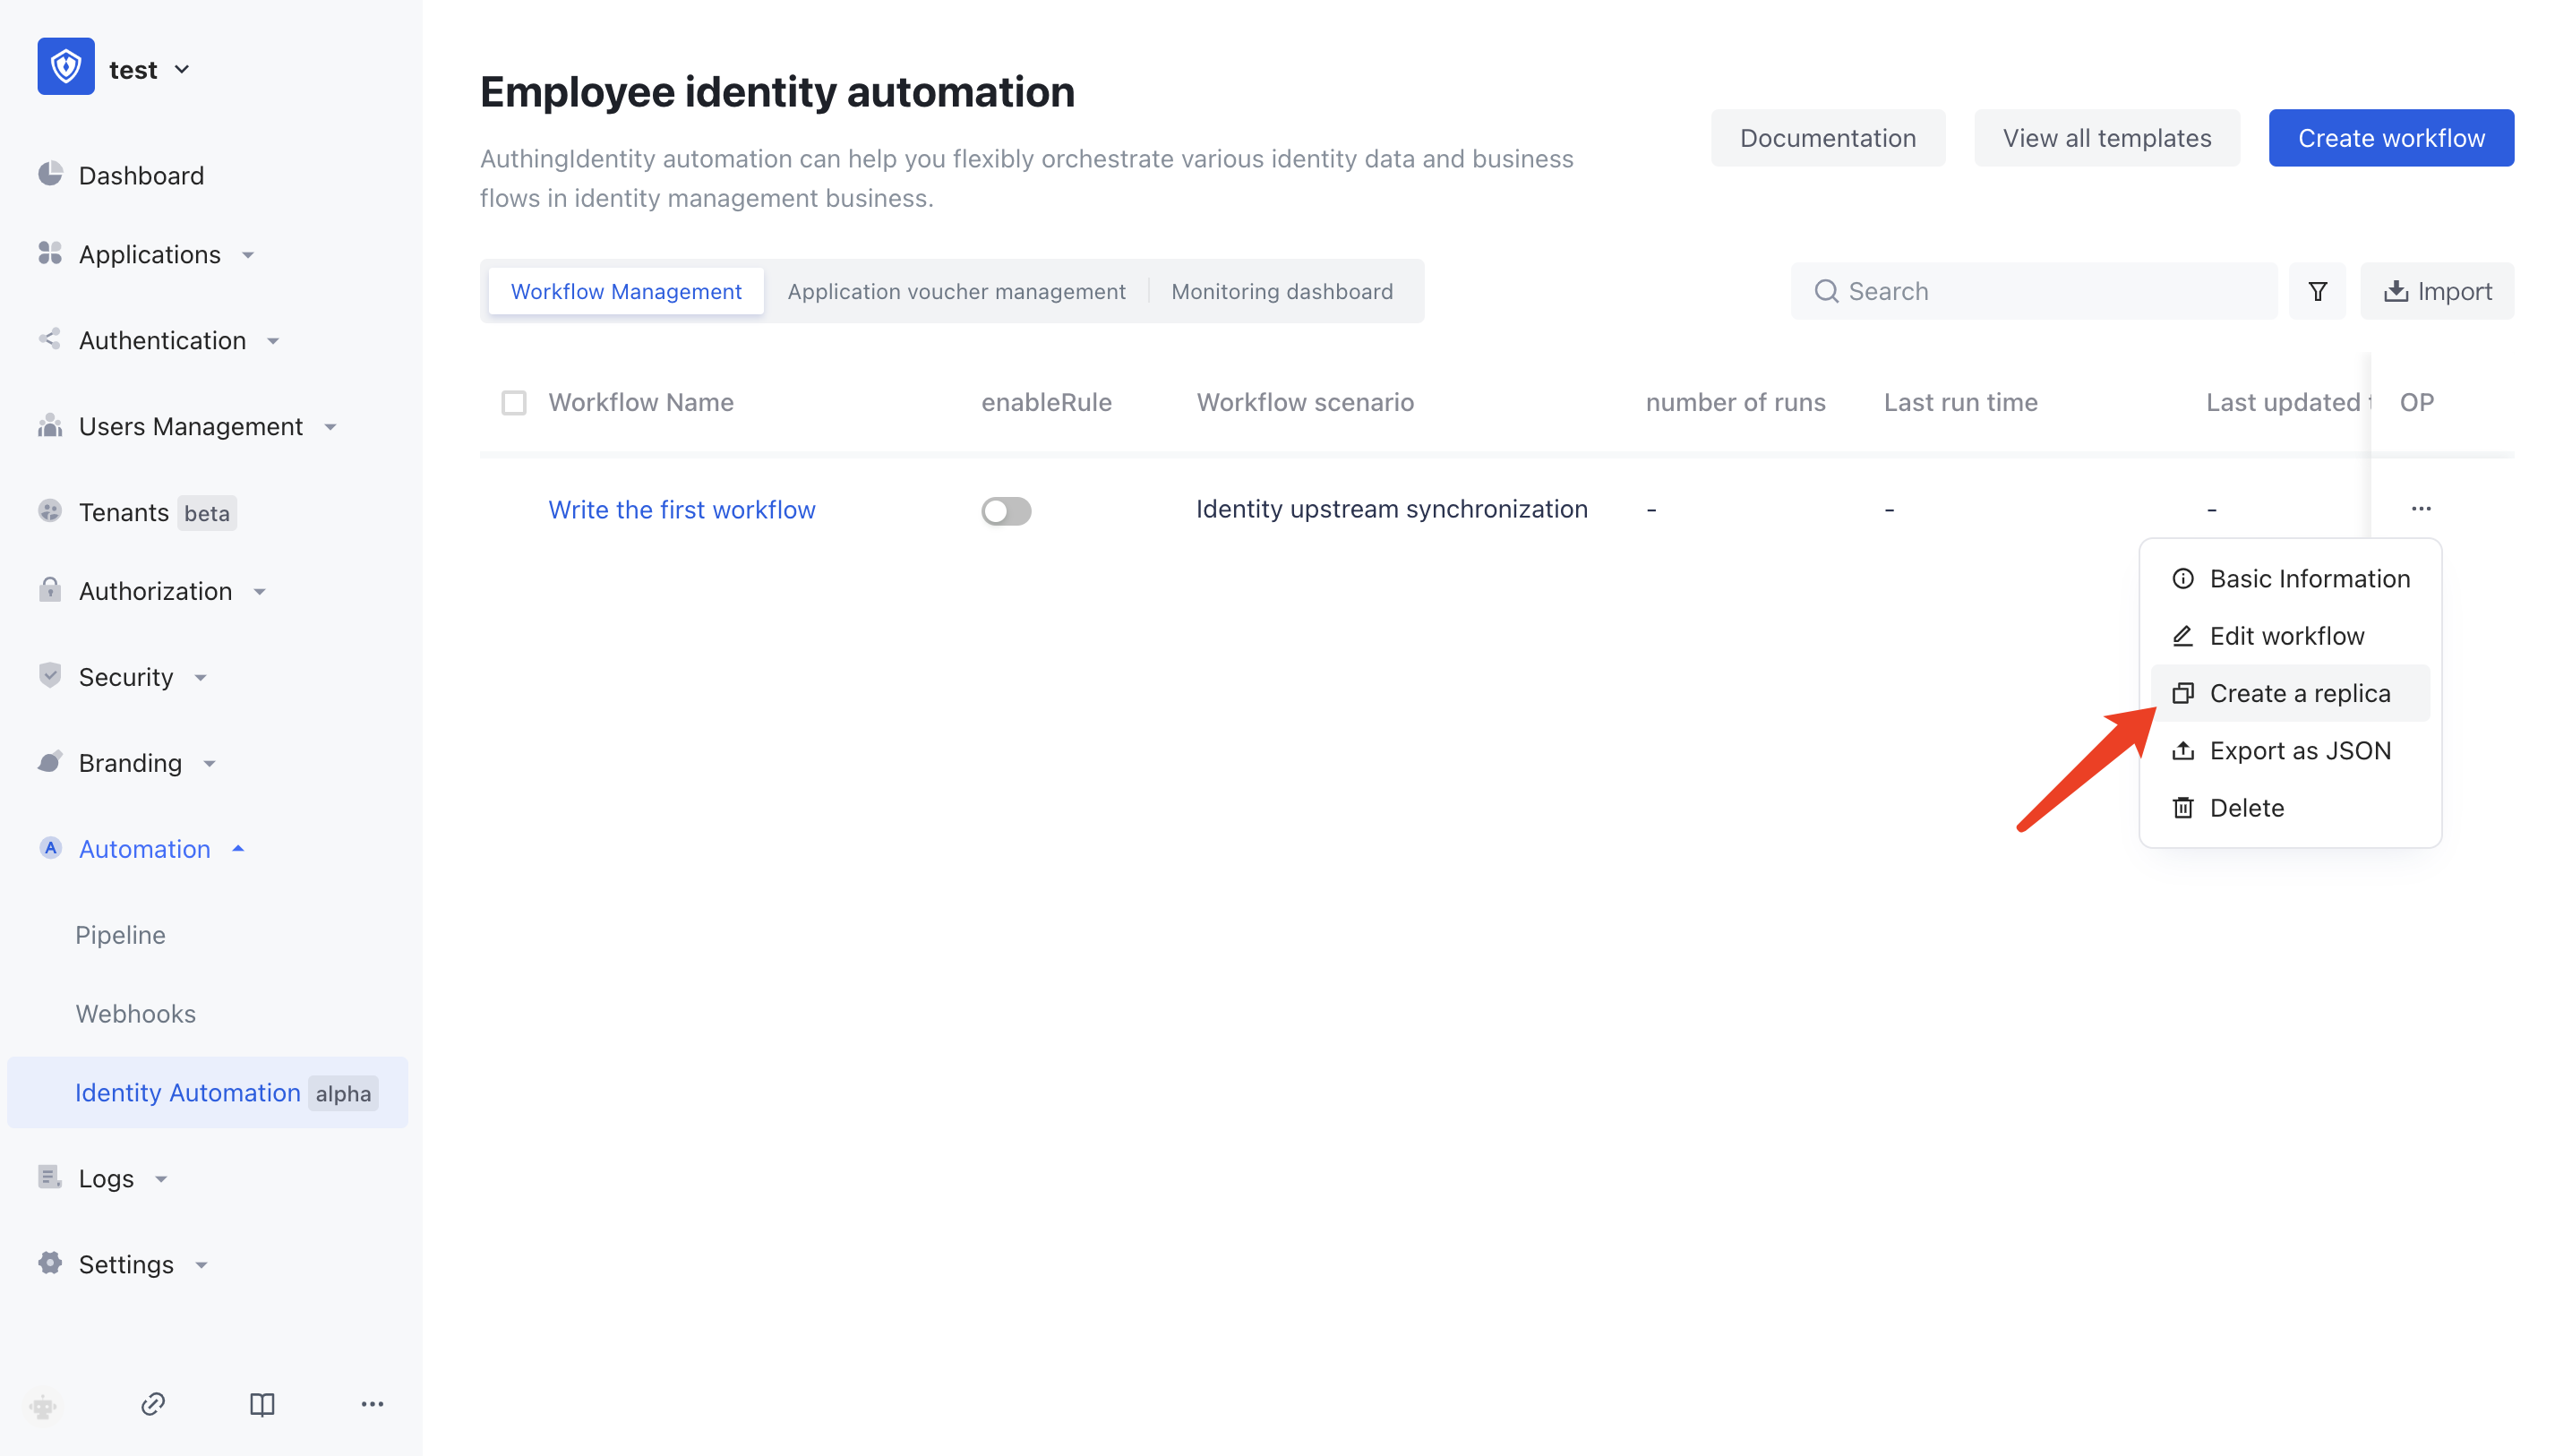 test
Dashboard
Applications
Authentication
Users Management
Tenants beta
Authorization
Security
Branding
A Automation
Pipeline
Webhooks
Identity Automation alpha
Logs
Settings
Employee identity automation
AuthingIdentity automation can help you flexibly orchestrate various identity data and business
flows in identity management business.
Documentation
View all templates
Create workflow
Workflow Management
Application voucher management
Monitoring dashboard
Search
Import
Workflow Name
enableRule
Workflow scenario
number of runs
Last run time
Last updated
OP
Write the first workflow
Identity upstream synchronization
-
-
-
Basic Information
Edit workflow
Create a replica
Export as JSON
Delete